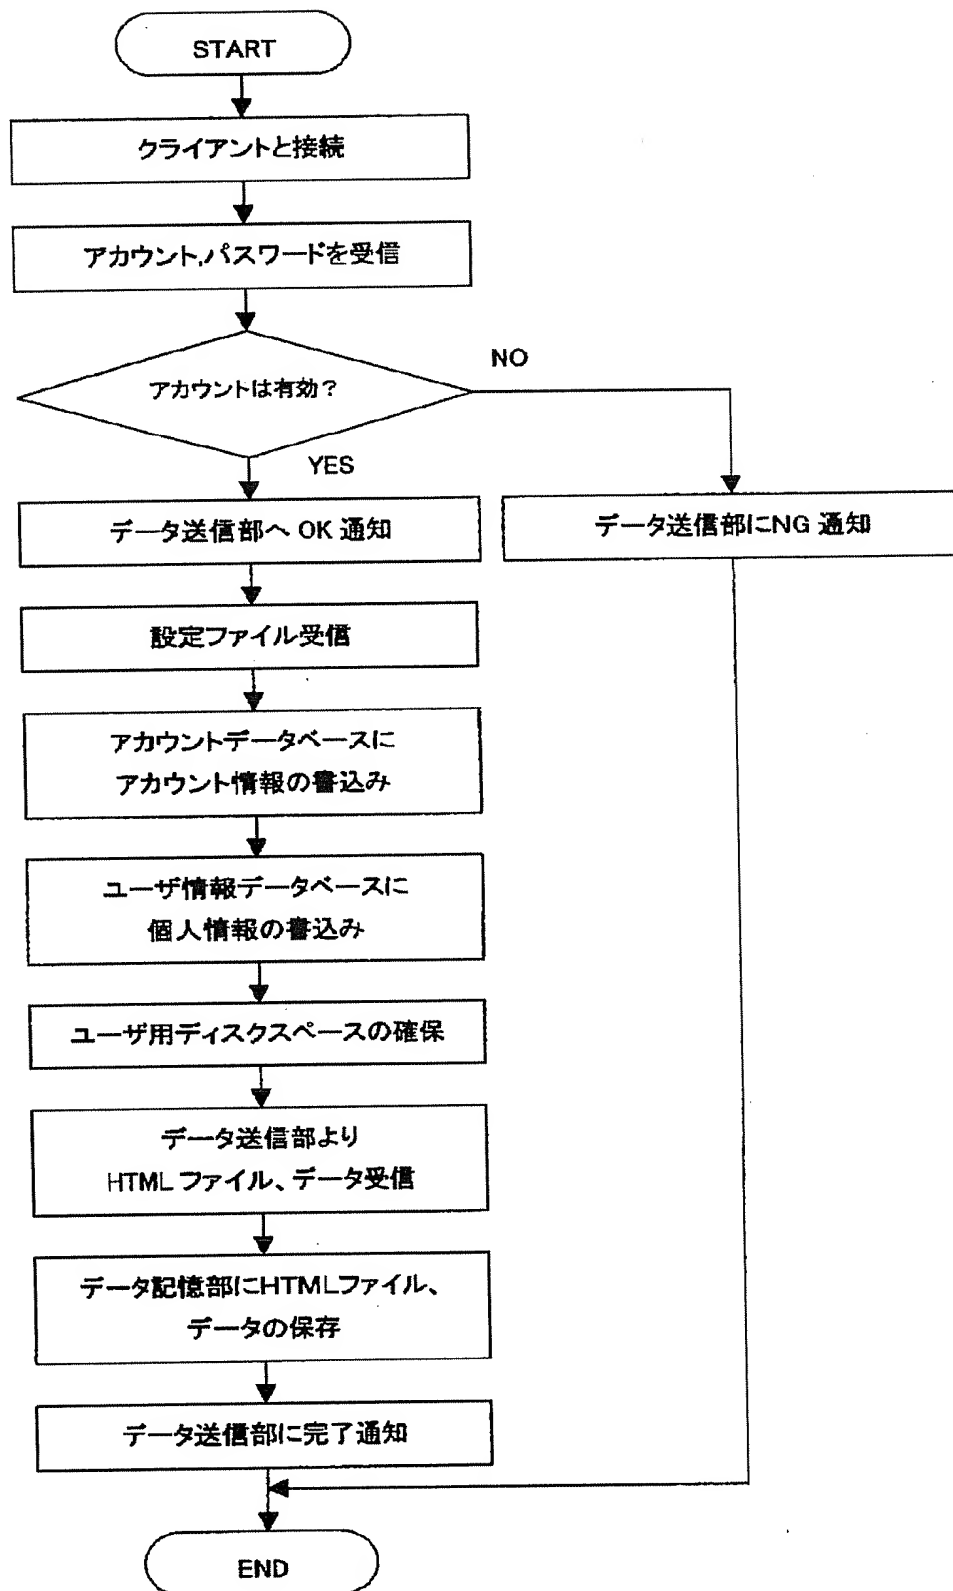 START
クライアントと接続
アカウント,パスワードを受信
アカウントは有効？
NO
YES
データ送信部へ OK 通知
データ送信部にNG 通知
設定ファイル受信
アカウントデータベースに
アカウント情報の書込み
ユーザ情報データベースに
個人情報の書込み
ユーザ用ディスクスペースの確保
データ送信部より
HTML ファイル、データ受信
データ記憶部にHTMLファイル、
データの保存
データ送信部に完了通知
END